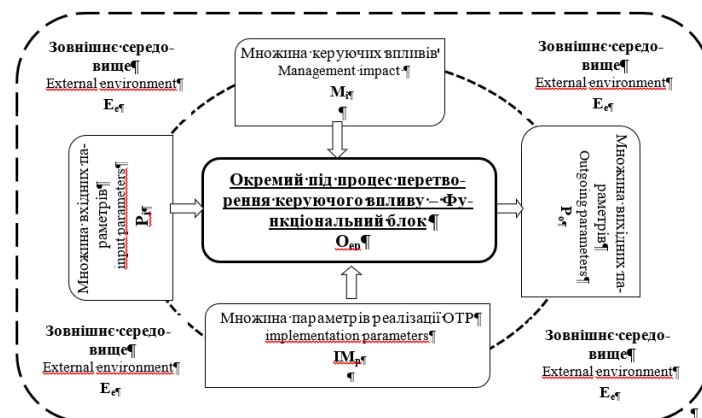 Зовнішнє·середо-
вище¶
External·environment¶
Eₑ¶
Множина·керуючих·впливів¶
Management·impact·¶
Mᵢ¶
¶
Зовнішнє·середо-
вище¶
External·environment¶
Eₑ¶
Множина·вхідних·па-
раметрів¶
input·parameters¶
Pᵢ¶
Окремий·під·процес·перетво-
рення·керуючого·впливу·–·Фу-
нкціональний·блок¶
Oₑₚ¶
Множина·вихідних·па-
раметрів¶
Outgoing·parameters¶
Pₒ¶
Множина·параметрів·реалізації·ОТР¶
implementation·parameters¶
IMₚ¶
¶
Зовнішнє·середо-
вище¶
External·environment¶
Eₑ¶
Зовнішнє·середо-
вище¶
External·environment¶
Eₑ¶
¶